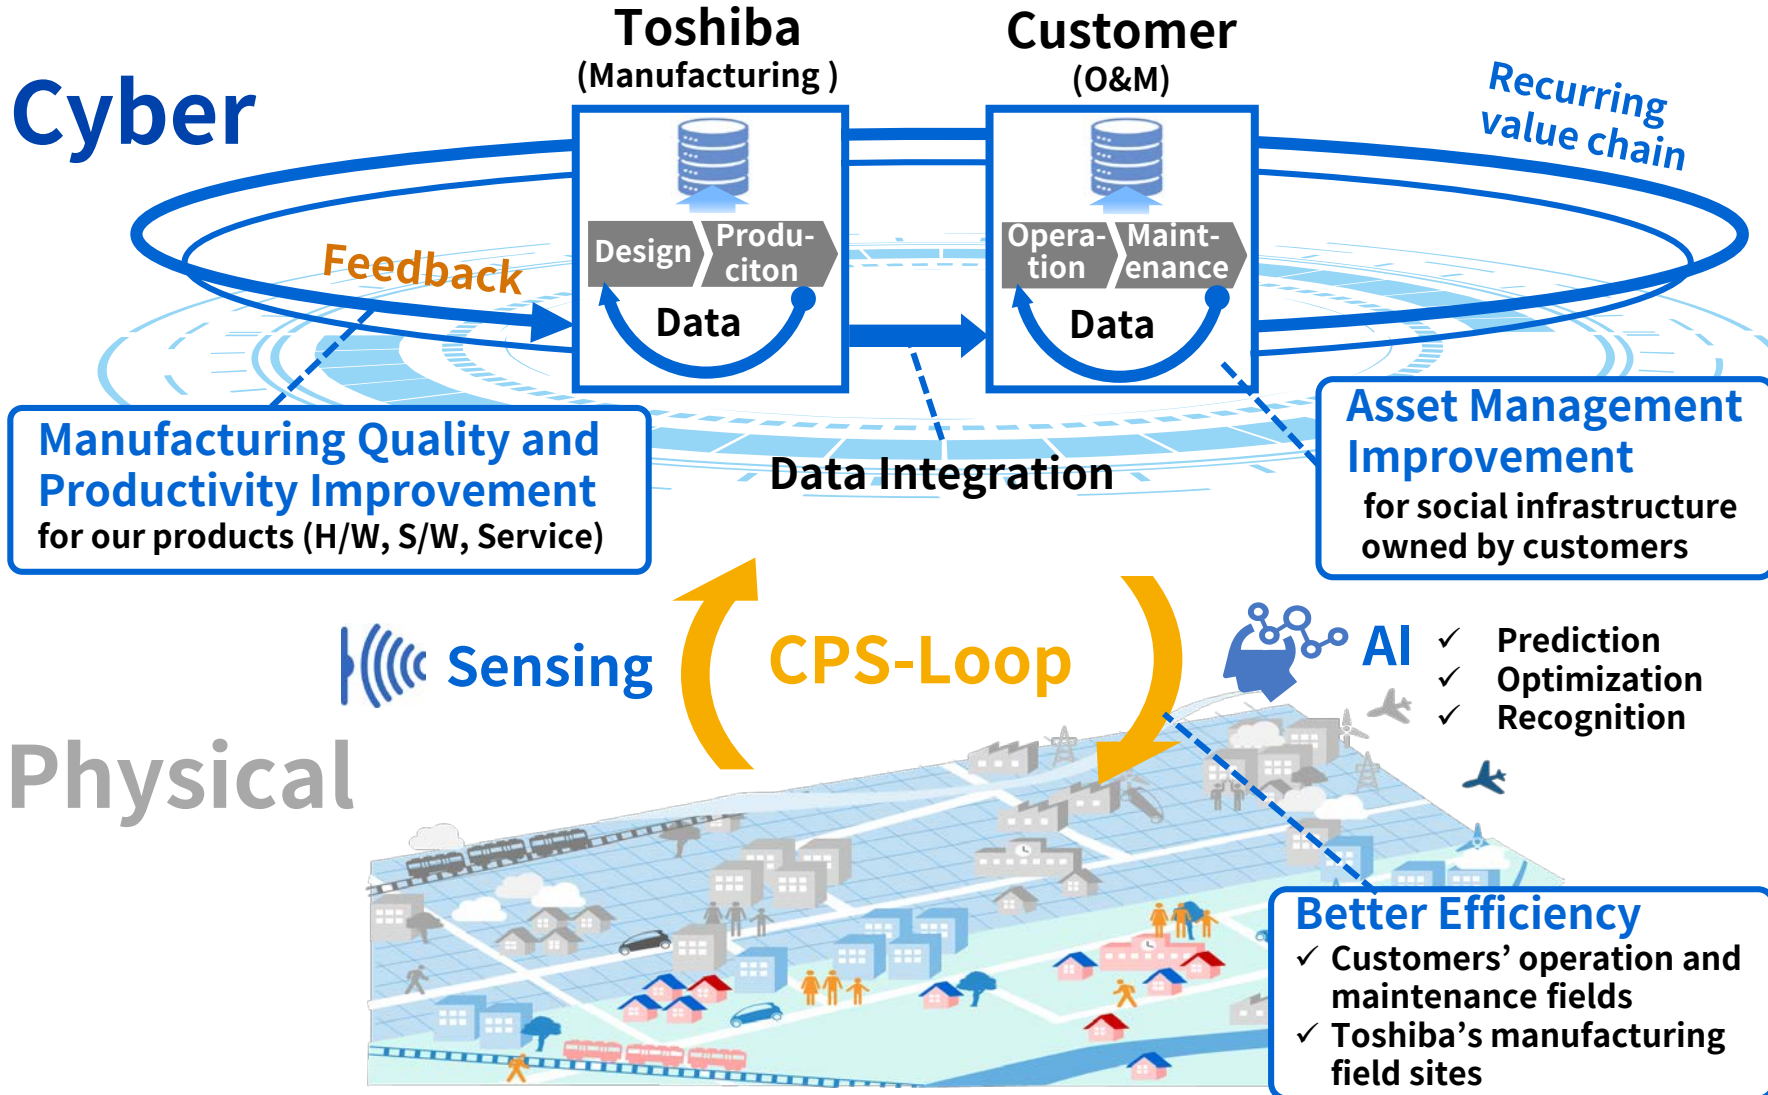 Cyber
Toshiba
(Manufacturing )
Customer
(O&M)
Recurring
value chain
Feedback
Design
Produ-
citon
Data
Opera-
tion
Maint-
enance
Data
Manufacturing Quality and
Productivity Improvement
for our products (H/W, S/W, Service)
Data Integration
Asset Management
Improvement
for social infrastructure
owned by customers
Sensing
CPS-Loop
AI
✓ Prediction
✓ Optimization
✓ Recognition
Physical
Better Efficiency
✓ Customers’ operation and
maintenance fields
✓ Toshiba’s manufacturing
field sites